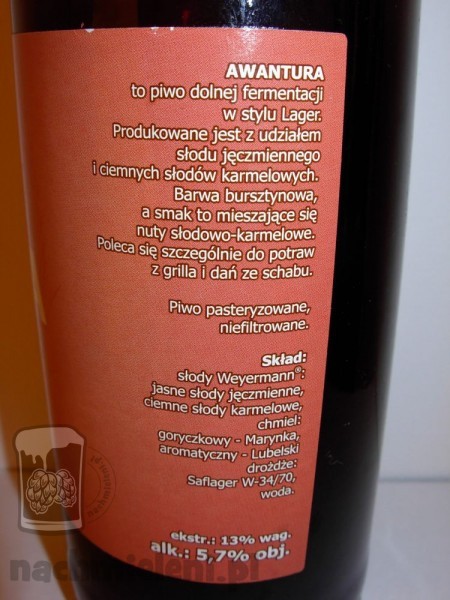 AWANTURA
to piwo dolnej fermentacji
w stylu Lager.
Produkowane jest z udziałem
słodu jęczmiennego
i ciemnych słodów karmelowych.
Barwa bursztynowa,
a smak to mieszające się
nuty słodowo-karmelowe.
Poleca się szczególnie do potraw
z grilla i dań ze schabu.
Piwo pasteryzowane,
niefiltrowane.
Skład:
słody Weyermann®:
jasne słody jęczmienne,
ciemne słody karmelowe,
chmiel:
goryczkowy - Marynka,
aromatyczny - Lubelski
drożdże:
Saflager W-34/70,
woda.
ekstr.: 13% wag.
alk.: 5,7% obj.